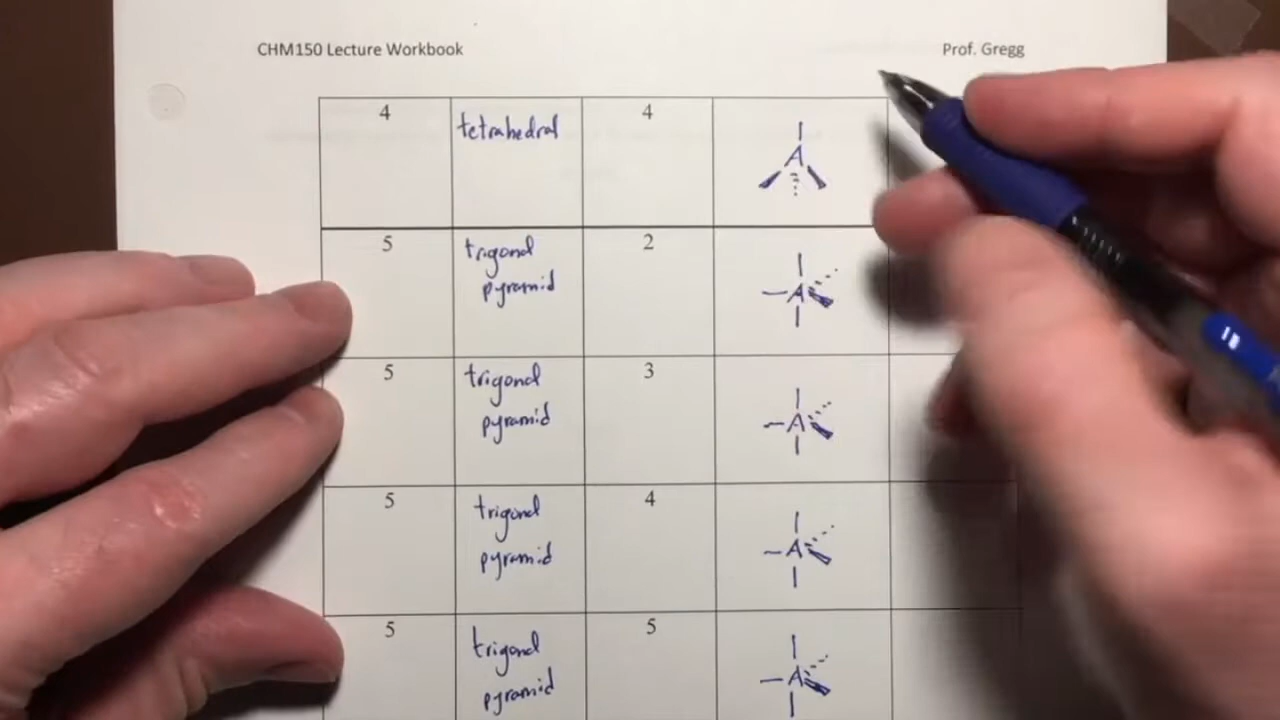 CHM150 Lecture Workbook Prof. Gregg
4 tetrahedral 4 A
5 trigonal pyramid 2 A
5 trigonal pyramid 3 A
5 trigonal pyramid 4 A
5 trigonal pyramid 5 A